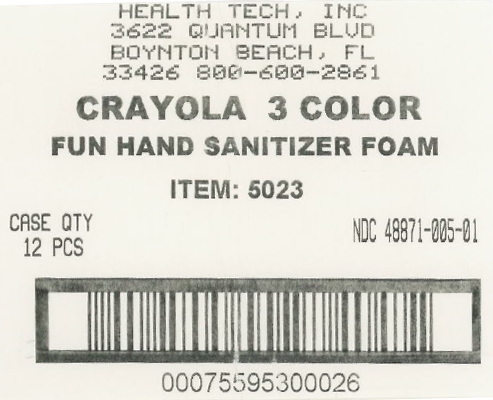 HEALTH TECH, INC
3622 QUANTUM BLVD
BOYNTON BEACH, FL
33426 800-600-2861
CRAYOLA 3 COLOR
FUN HAND SANITIZER FOAM
ITEM: 5023
CASE QTY
12 PCS
NDC 48871-005-01
00075595300026